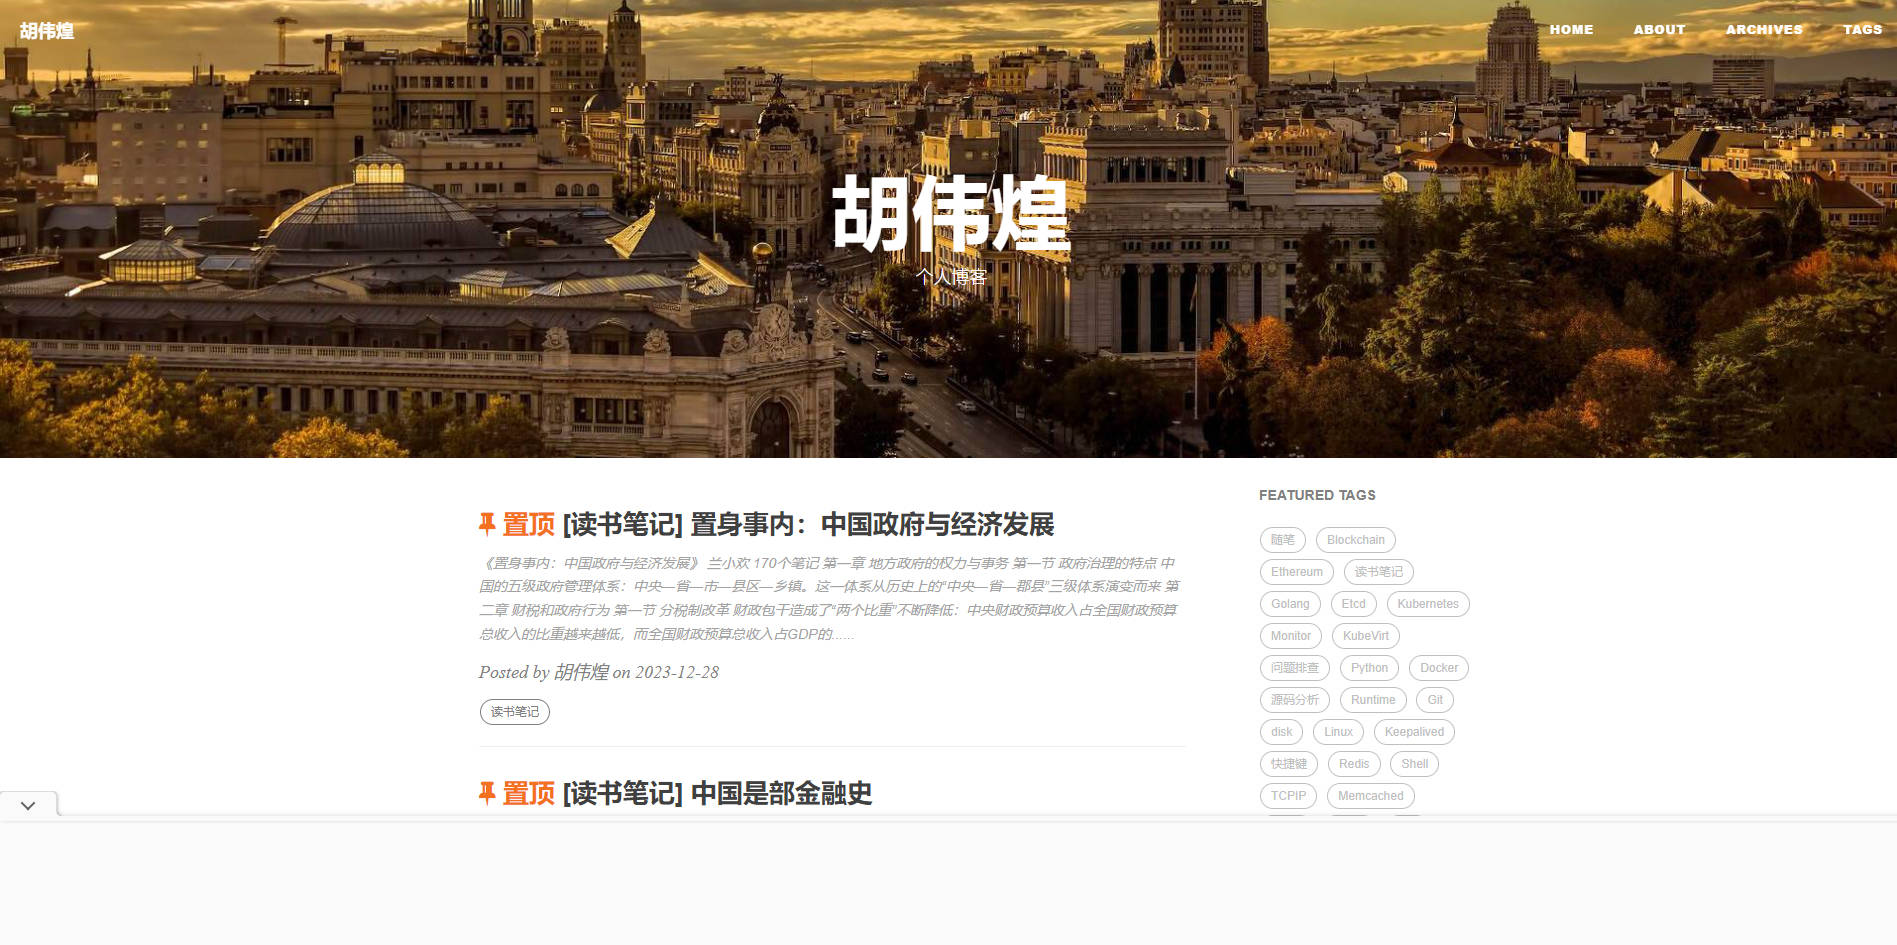 胡伟煌
HOME ABOUT ARCHIVES TAGS
胡伟煌
个人博客
置顶 [读书笔记] 置身事内：中国政府与经济发展
《置身事内：中国政府与经济发展》 兰小欢 170个笔记 第一章 地方政府的权力与事务 第一节 政府治理的特点 中
国的五级政府管理体系：中央—省—市—县区—乡镇。这一体系从历史上的“中央—省—郡县”三级体系演变而来 第
二章 财税和政府行为 第一节 分税制改革 财政包干造成了“两个比重”不断降低：中央财政预算收入占全国财政预算
总收入的比重越来越低，而全国财政预算总收入占GDP的......
Posted by 胡伟煌 on 2023-12-28
读书笔记
置顶 [读书笔记] 中国是部金融史
FEATURED TAGS
随笔 Blockchain
Ethereum 读书笔记
Golang Etcd Kubernetes
Monitor KubeVirt
问题排查 Python Docker
源码分析 Runtime Git
disk Linux Keepalived
快捷键 Redis Shell
TCPIP Memcached